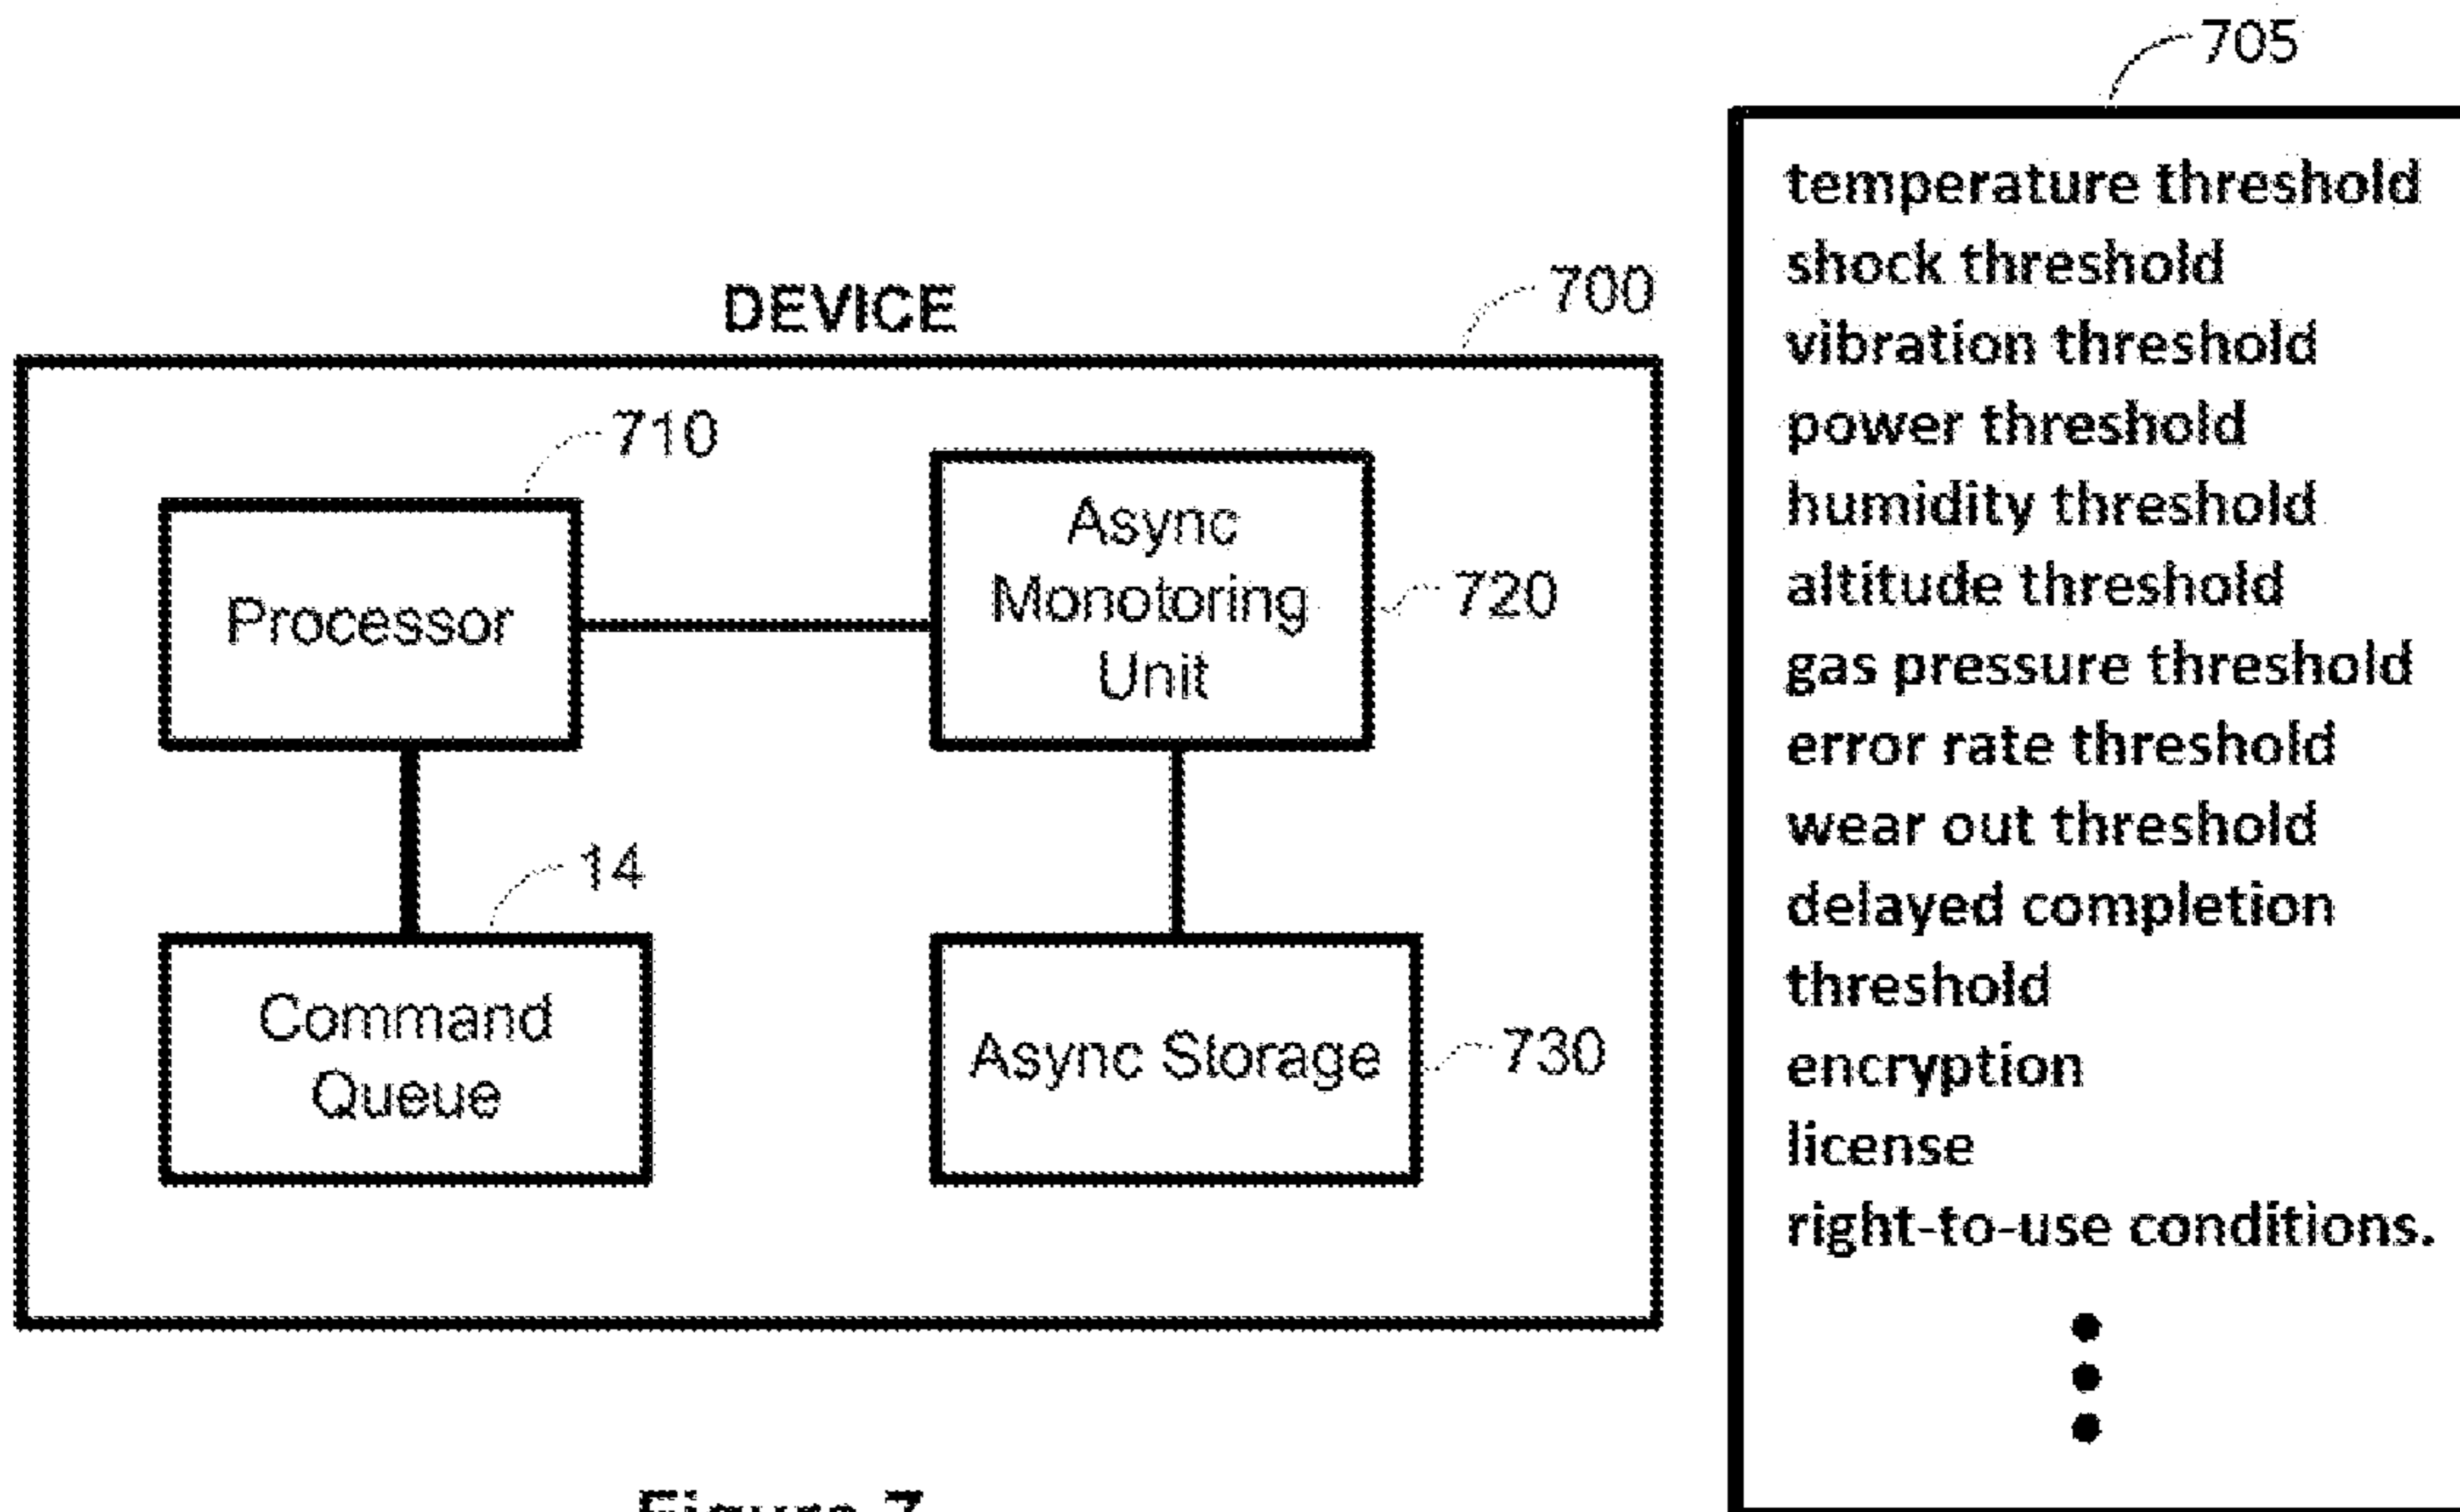 705
temperature threshold
shock threshold
vibration threshold
power threshold
humidity threshold
altitude threshold
gas pressure threshold
error rate threshold
wear out threshold
delayed completion
threshold
encryption
license
right-to-use conditions.
DEVICE
700
710
Processor
Async
Monotoring
Unit
720
14
Command
Queue
Async Storage
730
Figure 7